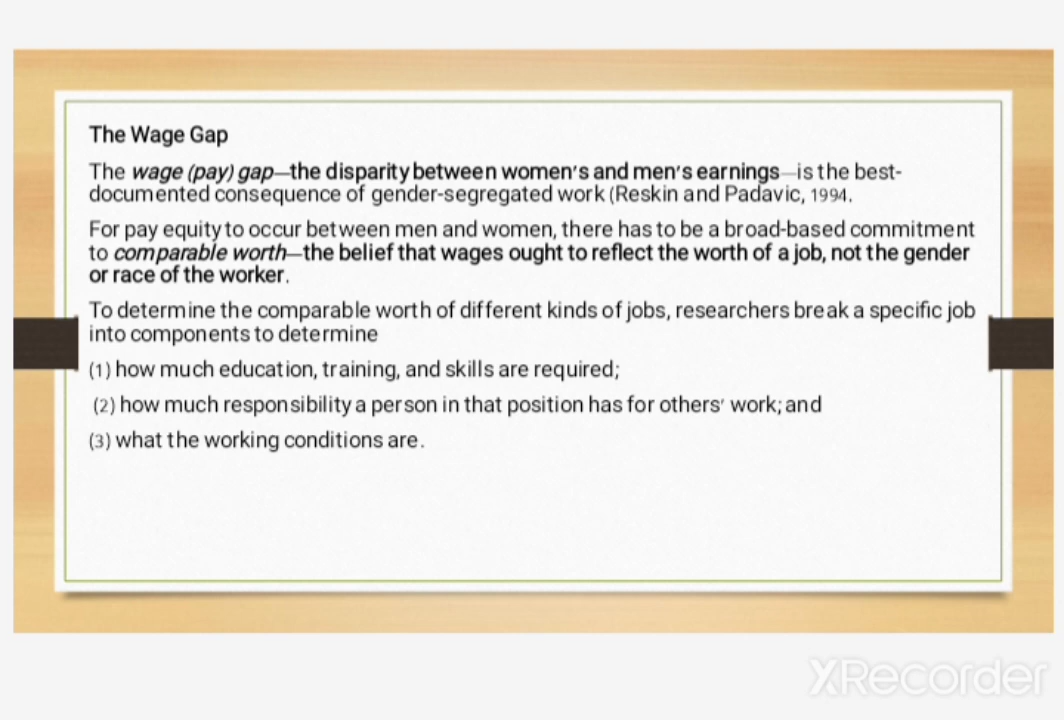 The Wage Gap
The wage (pay) gap—the disparity between women's and men's earnings—is the best-
documented consequence of gender-segregated work (Reskin and Padavic, 1994.
For pay equity to occur between men and women, there has to be a broad-based commitment
to comparable worth—the belief that wages ought to reflect the worth of a job, not the gender
or race of the worker.
To determine the comparable worth of different kinds of jobs, researchers break a specific job
into components to determine
(1) how much education, training, and skills are required;
(2) how much responsibility a person in that position has for others' work; and
(3) what the working conditions are.
XRecorder